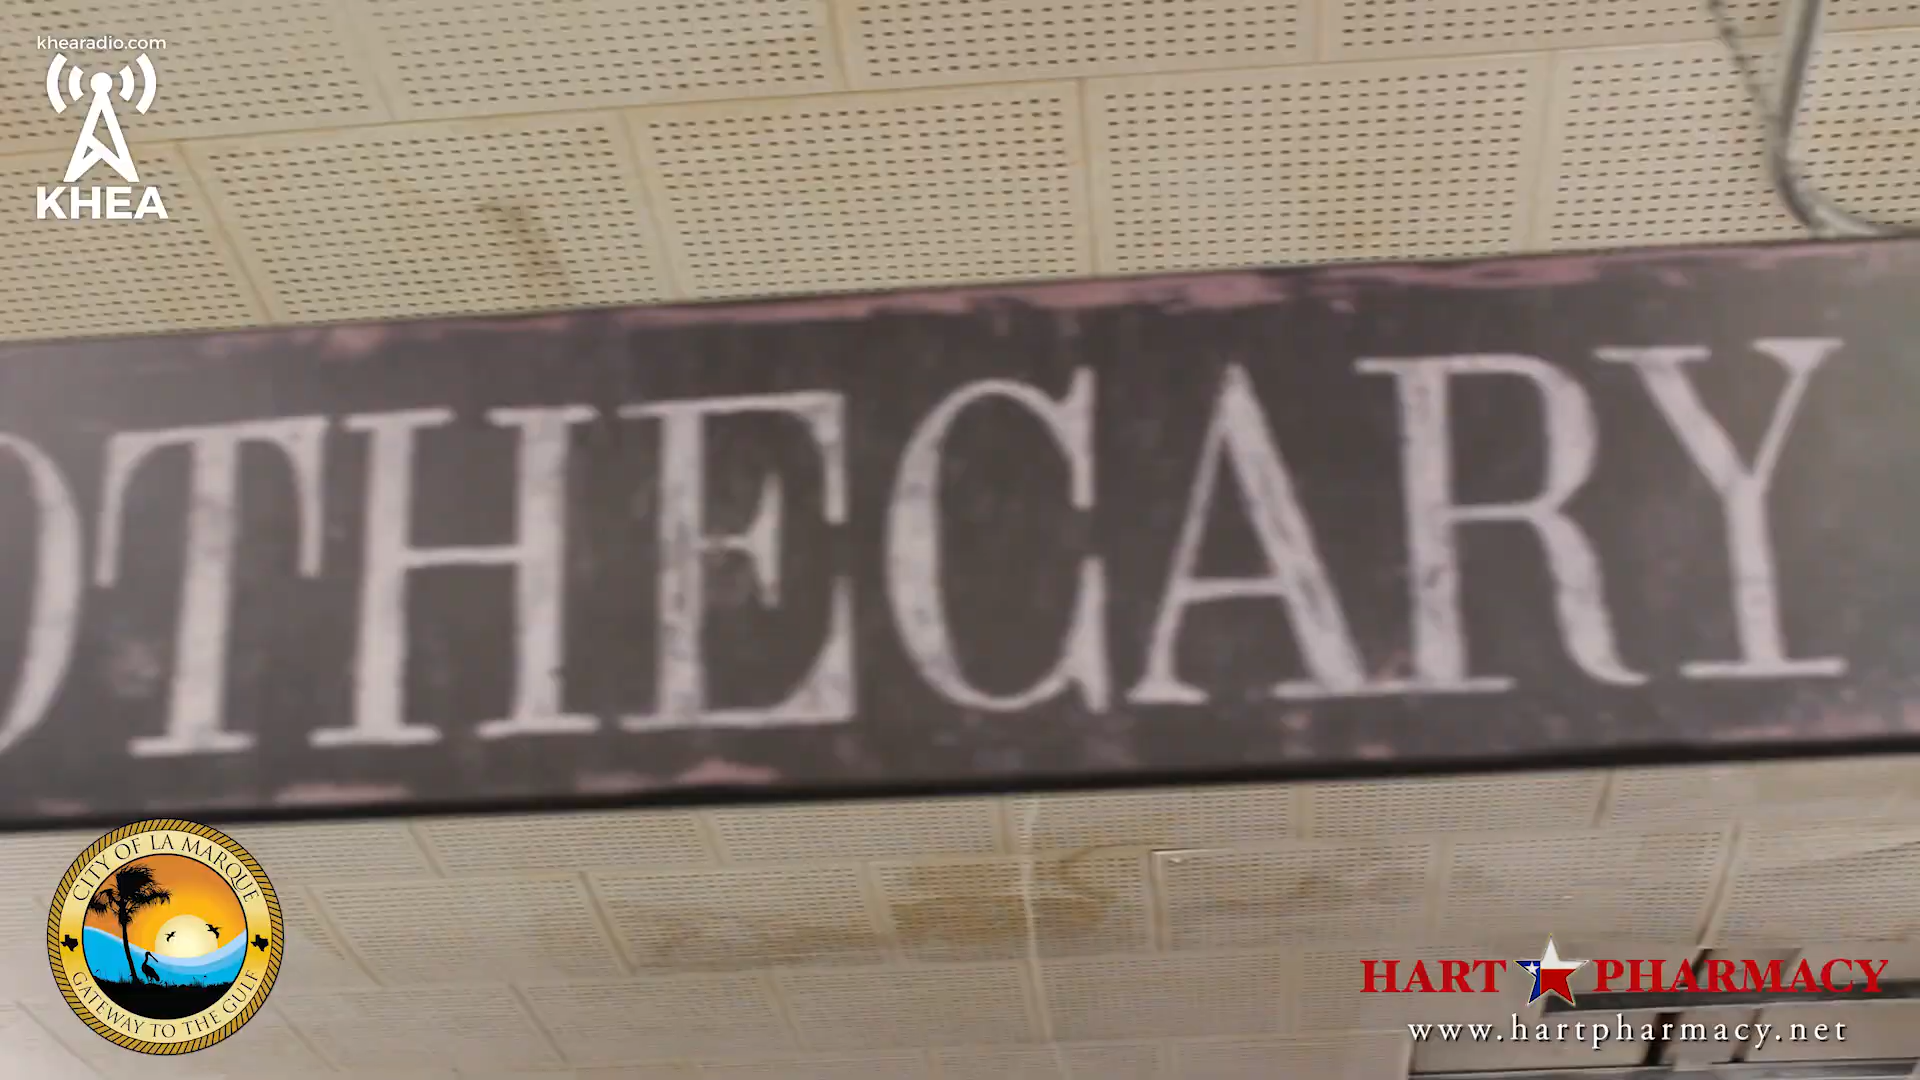 khearadio.com
KHEA
OTHECARY
CITY OF LA MARQUE
GATEWAY TO THE GULF
HART PHARMACY
www.hartpharmacy.net